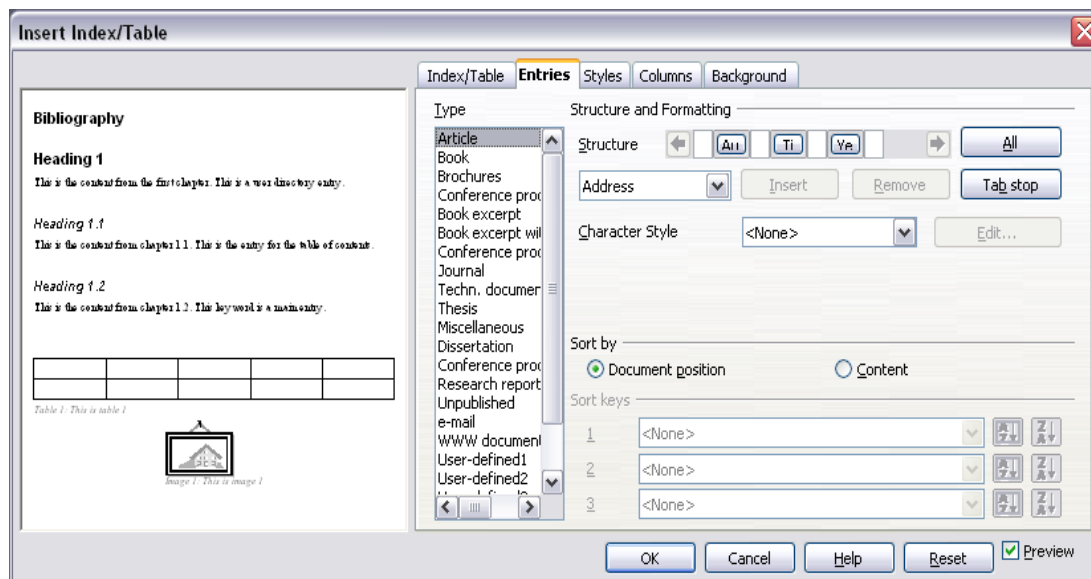 Insert Index/Table
Index/Table Entries Styles Columns Background
Bibliography
Heading 1
This is the content from the first chapter. This is a user directory entry.
Heading 1.1
This is the content from chapter 1.1. This is the entry for the table of contents.
Heading 1.2
This is the content from chapter 1.2. This keyword is a main entry.
Table 1: This is table 1
Image 1: This is image 1
Type
Article
Book
Brochures
Conference proc
Book excerpt
Book excerpt wit
Conference proc
Journal
Techn. documen
Thesis
Miscellaneous
Dissertation
Conference proc
Research report
Unpublished
e-mail
WWW document
User-defined1
User-defined2
Structure and Formatting
Structure Au Ti Ye All
Address Insert Remove Tab stop
Character Style <None> Edit...
Sort by
Document position Content
Sort keys
1 <None>
2 <None>
3 <None>
OK Cancel Help Reset Preview